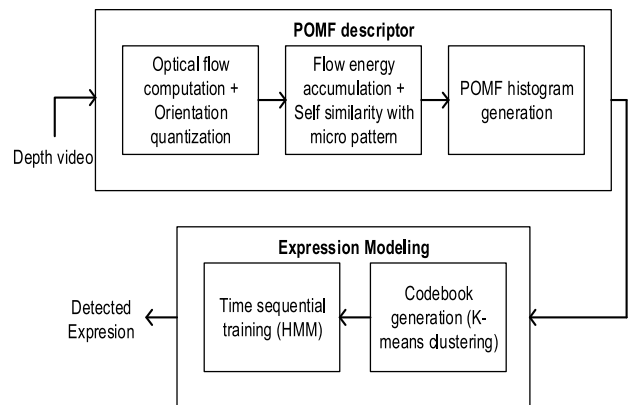 POMF descriptor
Optical flow
computation +
Orientation
quantization
Flow energy
accumulation +
Self similarity with
micro pattern
POMF histogram
generation
Depth video
Expression Modeling
Codebook
generation (K-
means clustering)
Time sequential
training (HMM)
Detected
Expresion